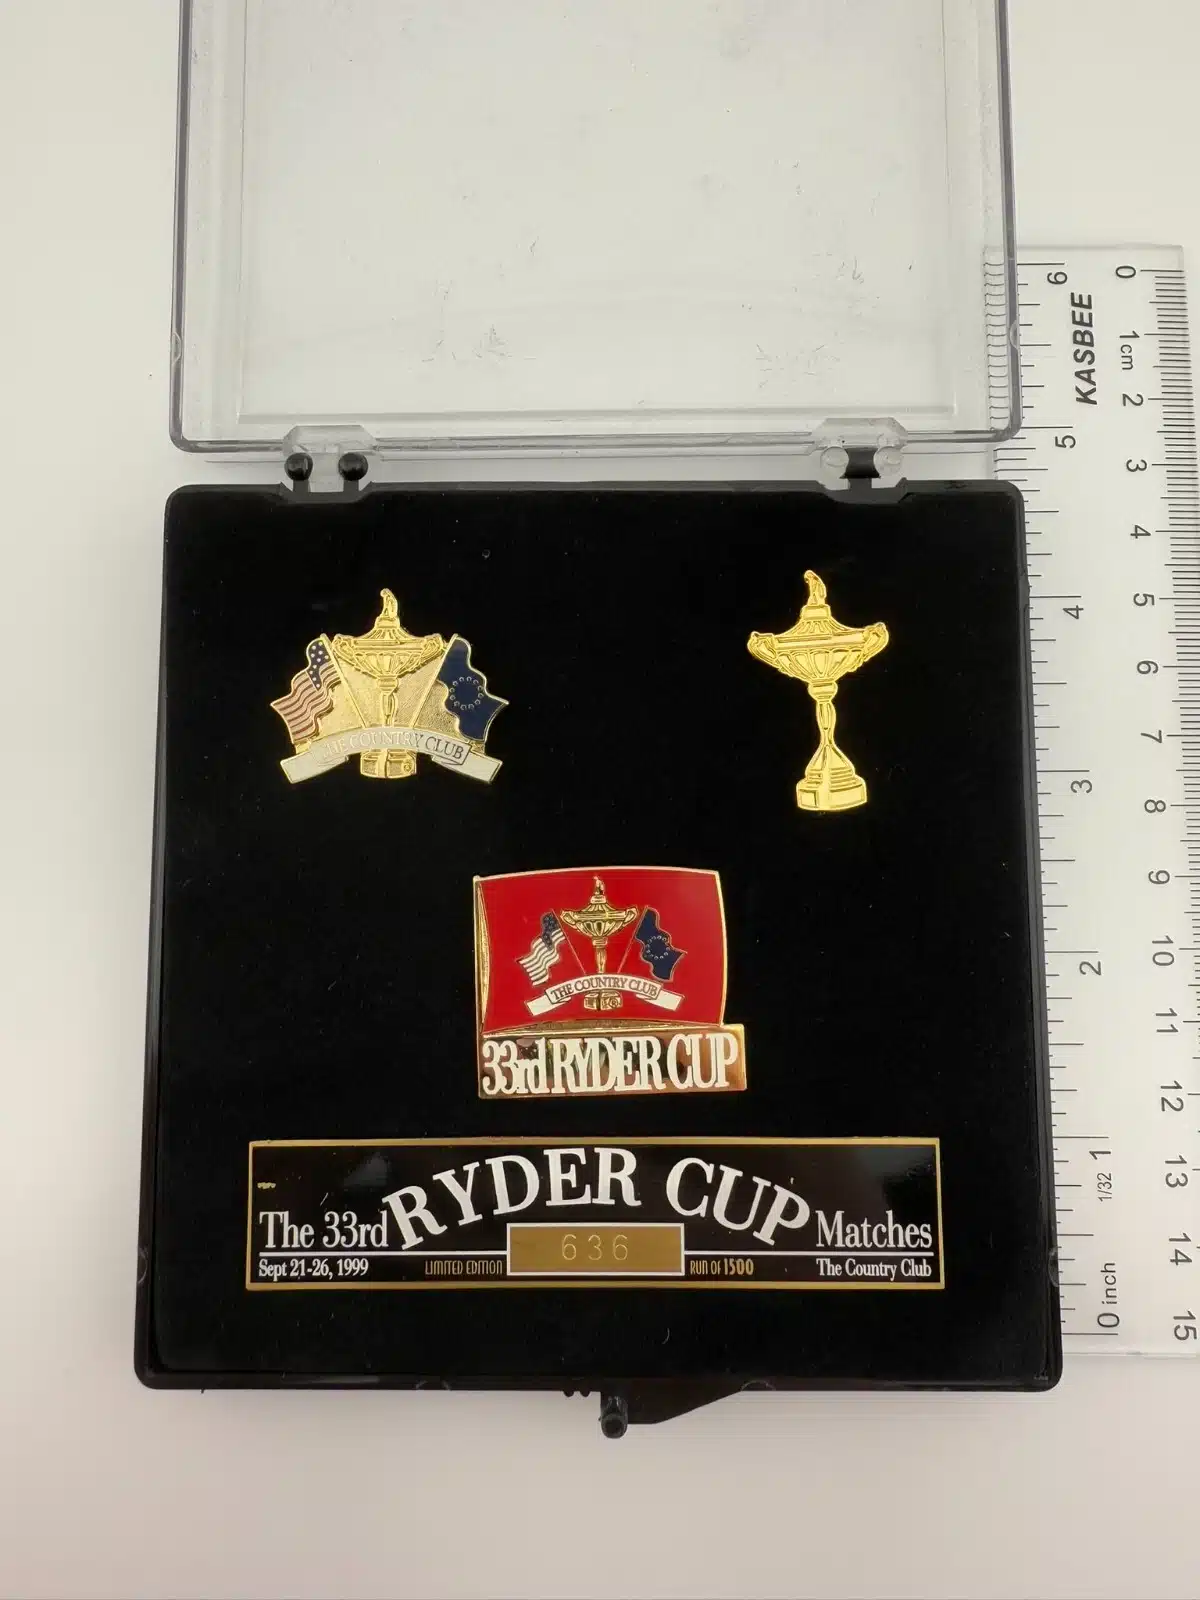 THE COUNTRY CLUB
THE COUNTRY CLUB
33rd RYDER CUP
The 33rd RYDER CUP Matches
Sept 21-26, 1999 LIMITED EDITION 636 RUN OF 1500 The Country Club
KASBEE
0 1cm 2 3 4 5 6 7 8 9 10 11 12 13 14 15
6 5 4 3 2 1 0 inch
1/32